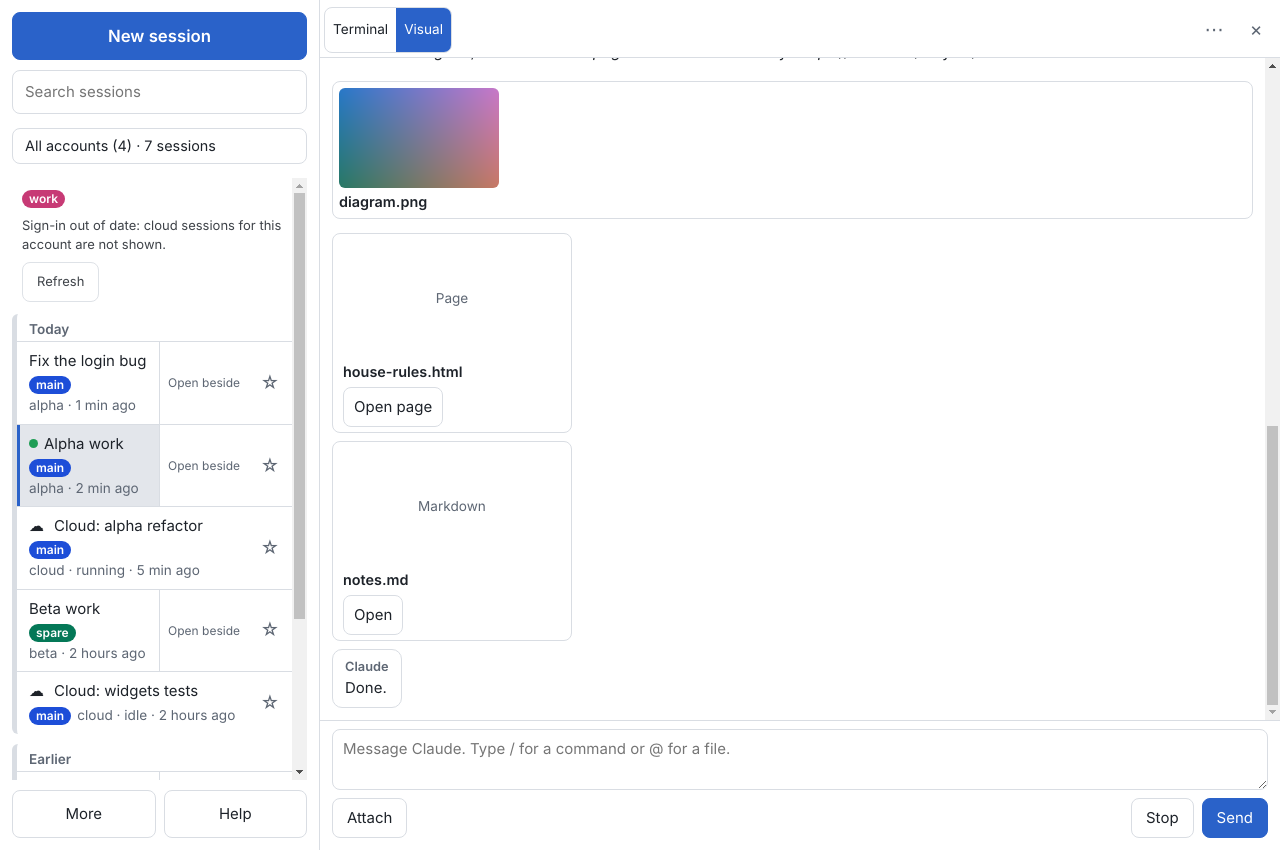 New session
Search sessions
All accounts (4) · 7 sessions
work
Sign-in out of date: cloud sessions for this
account are not shown.
Refresh
Today
Fix the login bug
main
alpha · 1 min ago
Open beside
Alpha work
main
alpha · 2 min ago
Open beside
Cloud: alpha refactor
main
cloud · running · 5 min ago
Beta work
spare
beta · 2 hours ago
Open beside
Cloud: widgets tests
main cloud · idle · 2 hours ago
Earlier
More
Help
Terminal
Visual
diagram.png
Page
house-rules.html
Open page
Markdown
notes.md
Open
Claude
Done.
Message Claude. Type / for a command or @ for a file.
Attach
Stop
Send